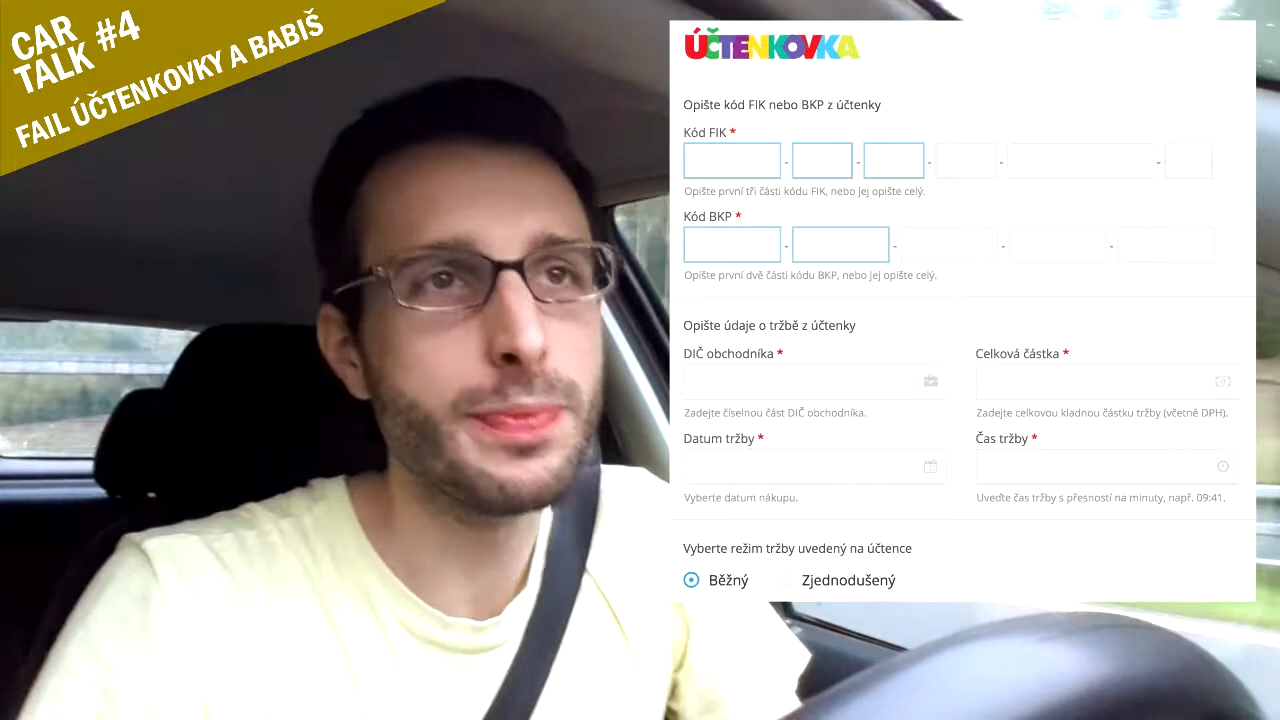 CAR TALK #4
FAIL ÚČTENKOVKY A BABIŠ
ÚČTENKOVKA
Opište kód FIK nebo BKP z účtenky
Kód FIK *
- - - - -
Opište první tři části kódu FIK, nebo jej opište celý.
Kód BKP *
- - - -
Opište první dvě části kódu BKP, nebo jej opište celý.
Opište údaje o tržbě z účtenky
DIČ obchodníka * Celková částka *
Zadejte číselnou část DIČ obchodníka. Zadejte celkovou kladnou částku tržby (včetně DPH).
Datum tržby * Čas tržby *
Vyberte datum nákupu. Uveďte čas tržby s přesností na minuty, např. 09:41.
Vyberte režim tržby uvedený na účtence
Běžný Zjednodušený